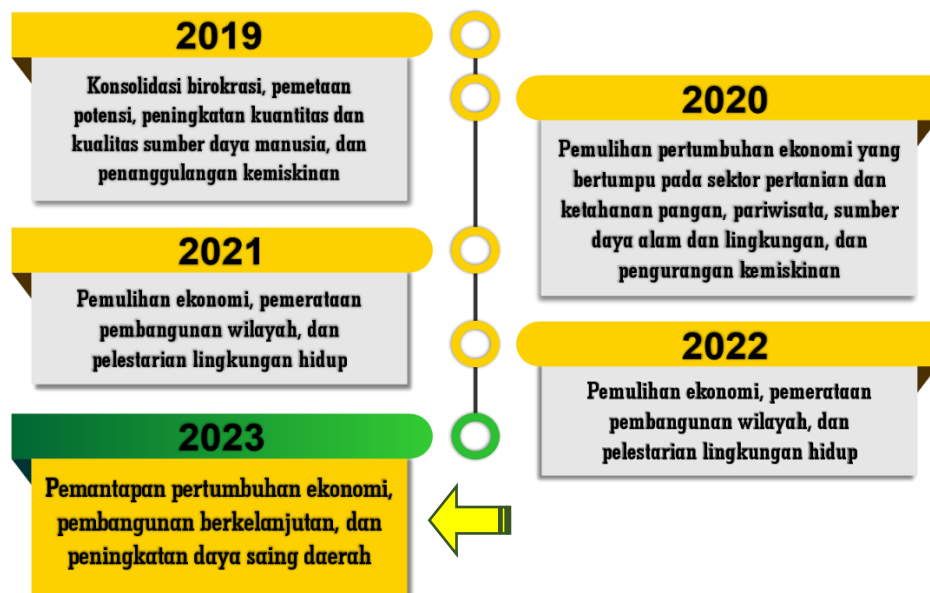 2019
Konsolidasi birokrasi, pemetaan
potensi, peningkatan kuantitas dan
kualitas sumber daya manusia, dan
penanggulangan kemiskinan
2020
Pemulihan pertumbuhan ekonomi yang
bertumpu pada sektor pertanian dan
ketahanan pangan, pariwisata, sumber
daya alam dan lingkungan, dan
pengurangan kemiskinan
2021
Pemulihan ekonomi, pemerataan
pembangunan wilayah, dan
pelestarian lingkungan hidup
2022
Pemulihan ekonomi, pemerataan
pembangunan wilayah, dan
pelestarian lingkungan hidup
2023
Pemantapan pertumbuhan ekonomi,
pembangunan berkelanjutan, dan
peningkatan daya saing daerah